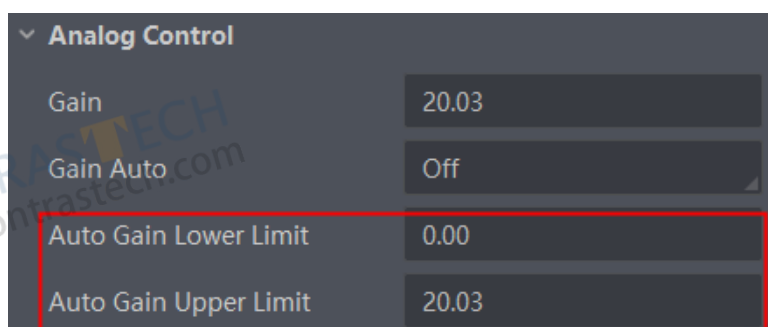 Analog Control
Gain 20.03
Gain Auto Off
Auto Gain Lower Limit 0.00
Auto Gain Upper Limit 20.03